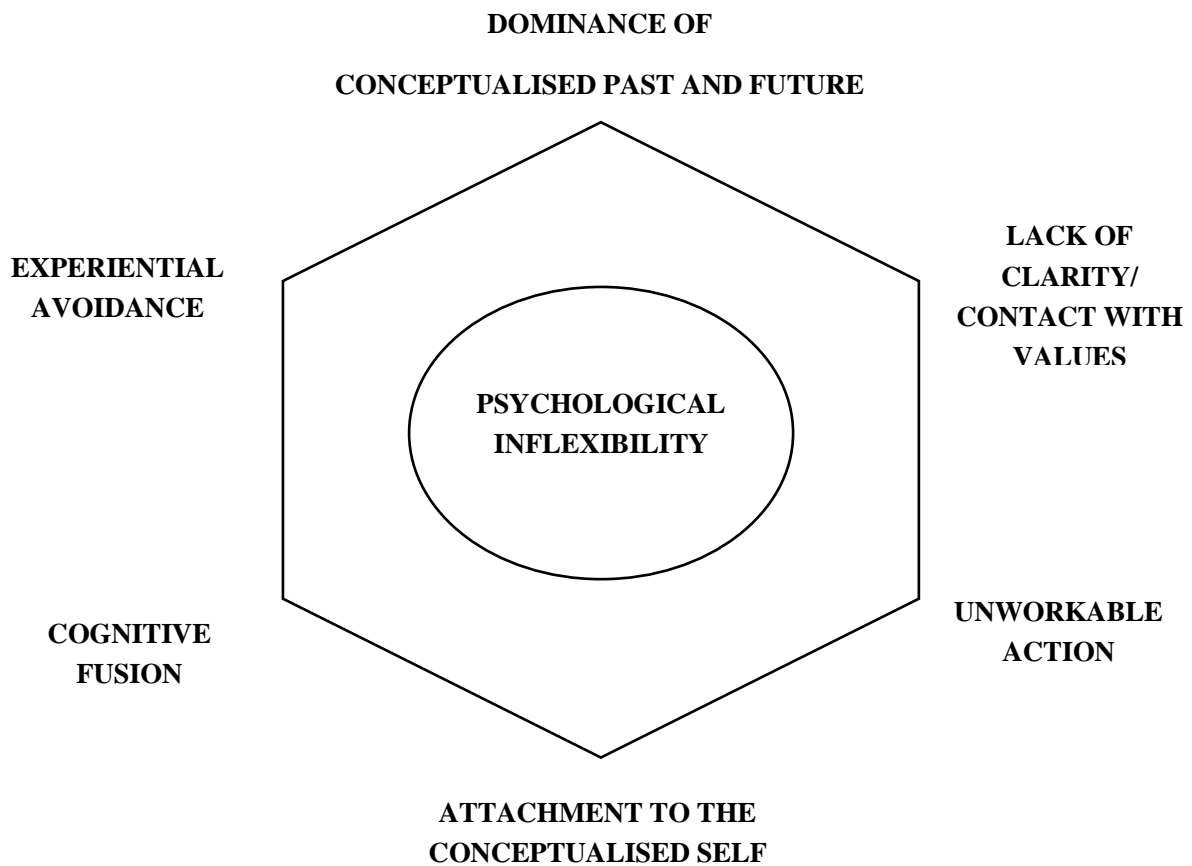 DOMINANCE OF
CONCEPTUALISED PAST AND FUTURE
EXPERIENTIAL
AVOIDANCE
LACK OF
CLARITY/
CONTACT WITH
VALUES
PSYCHOLOGICAL
INFLEXIBILITY
COGNITIVE
FUSION
UNWORKABLE
ACTION
ATTACHMENT TO THE
CONCEPTUALISED SELF